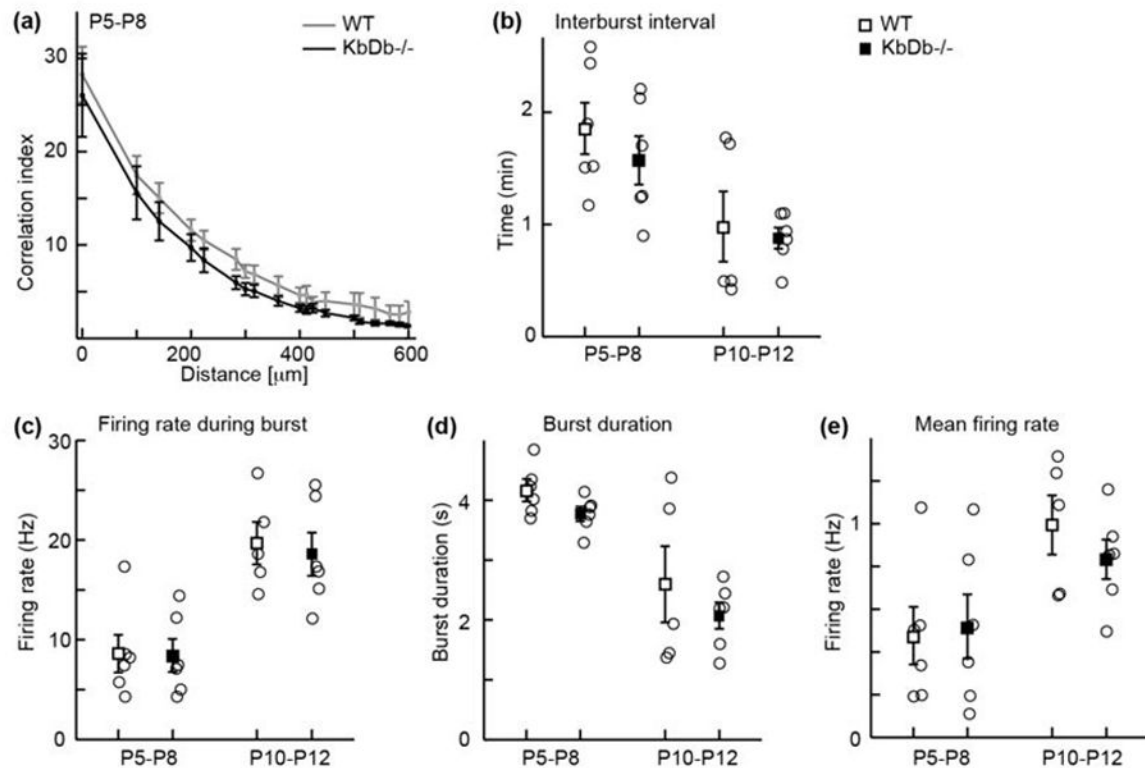 (a) P5-P8
WT
KbDb-/-
30
20
10
0
200
400
600
Correlation index
Distance [μm]
(b) Interburst interval
WT
KbDb-/-
2
1
0
Time (min)
P5-P8 P10-P12
(c) Firing rate during burst
30
20
10
0
Firing rate (Hz)
P5-P8 P10-P12
(d) Burst duration
4
2
0
Burst duration (s)
P5-P8 P10-P12
(e) Mean firing rate
1
0
Firing rate (Hz)
P5-P8 P10-P12